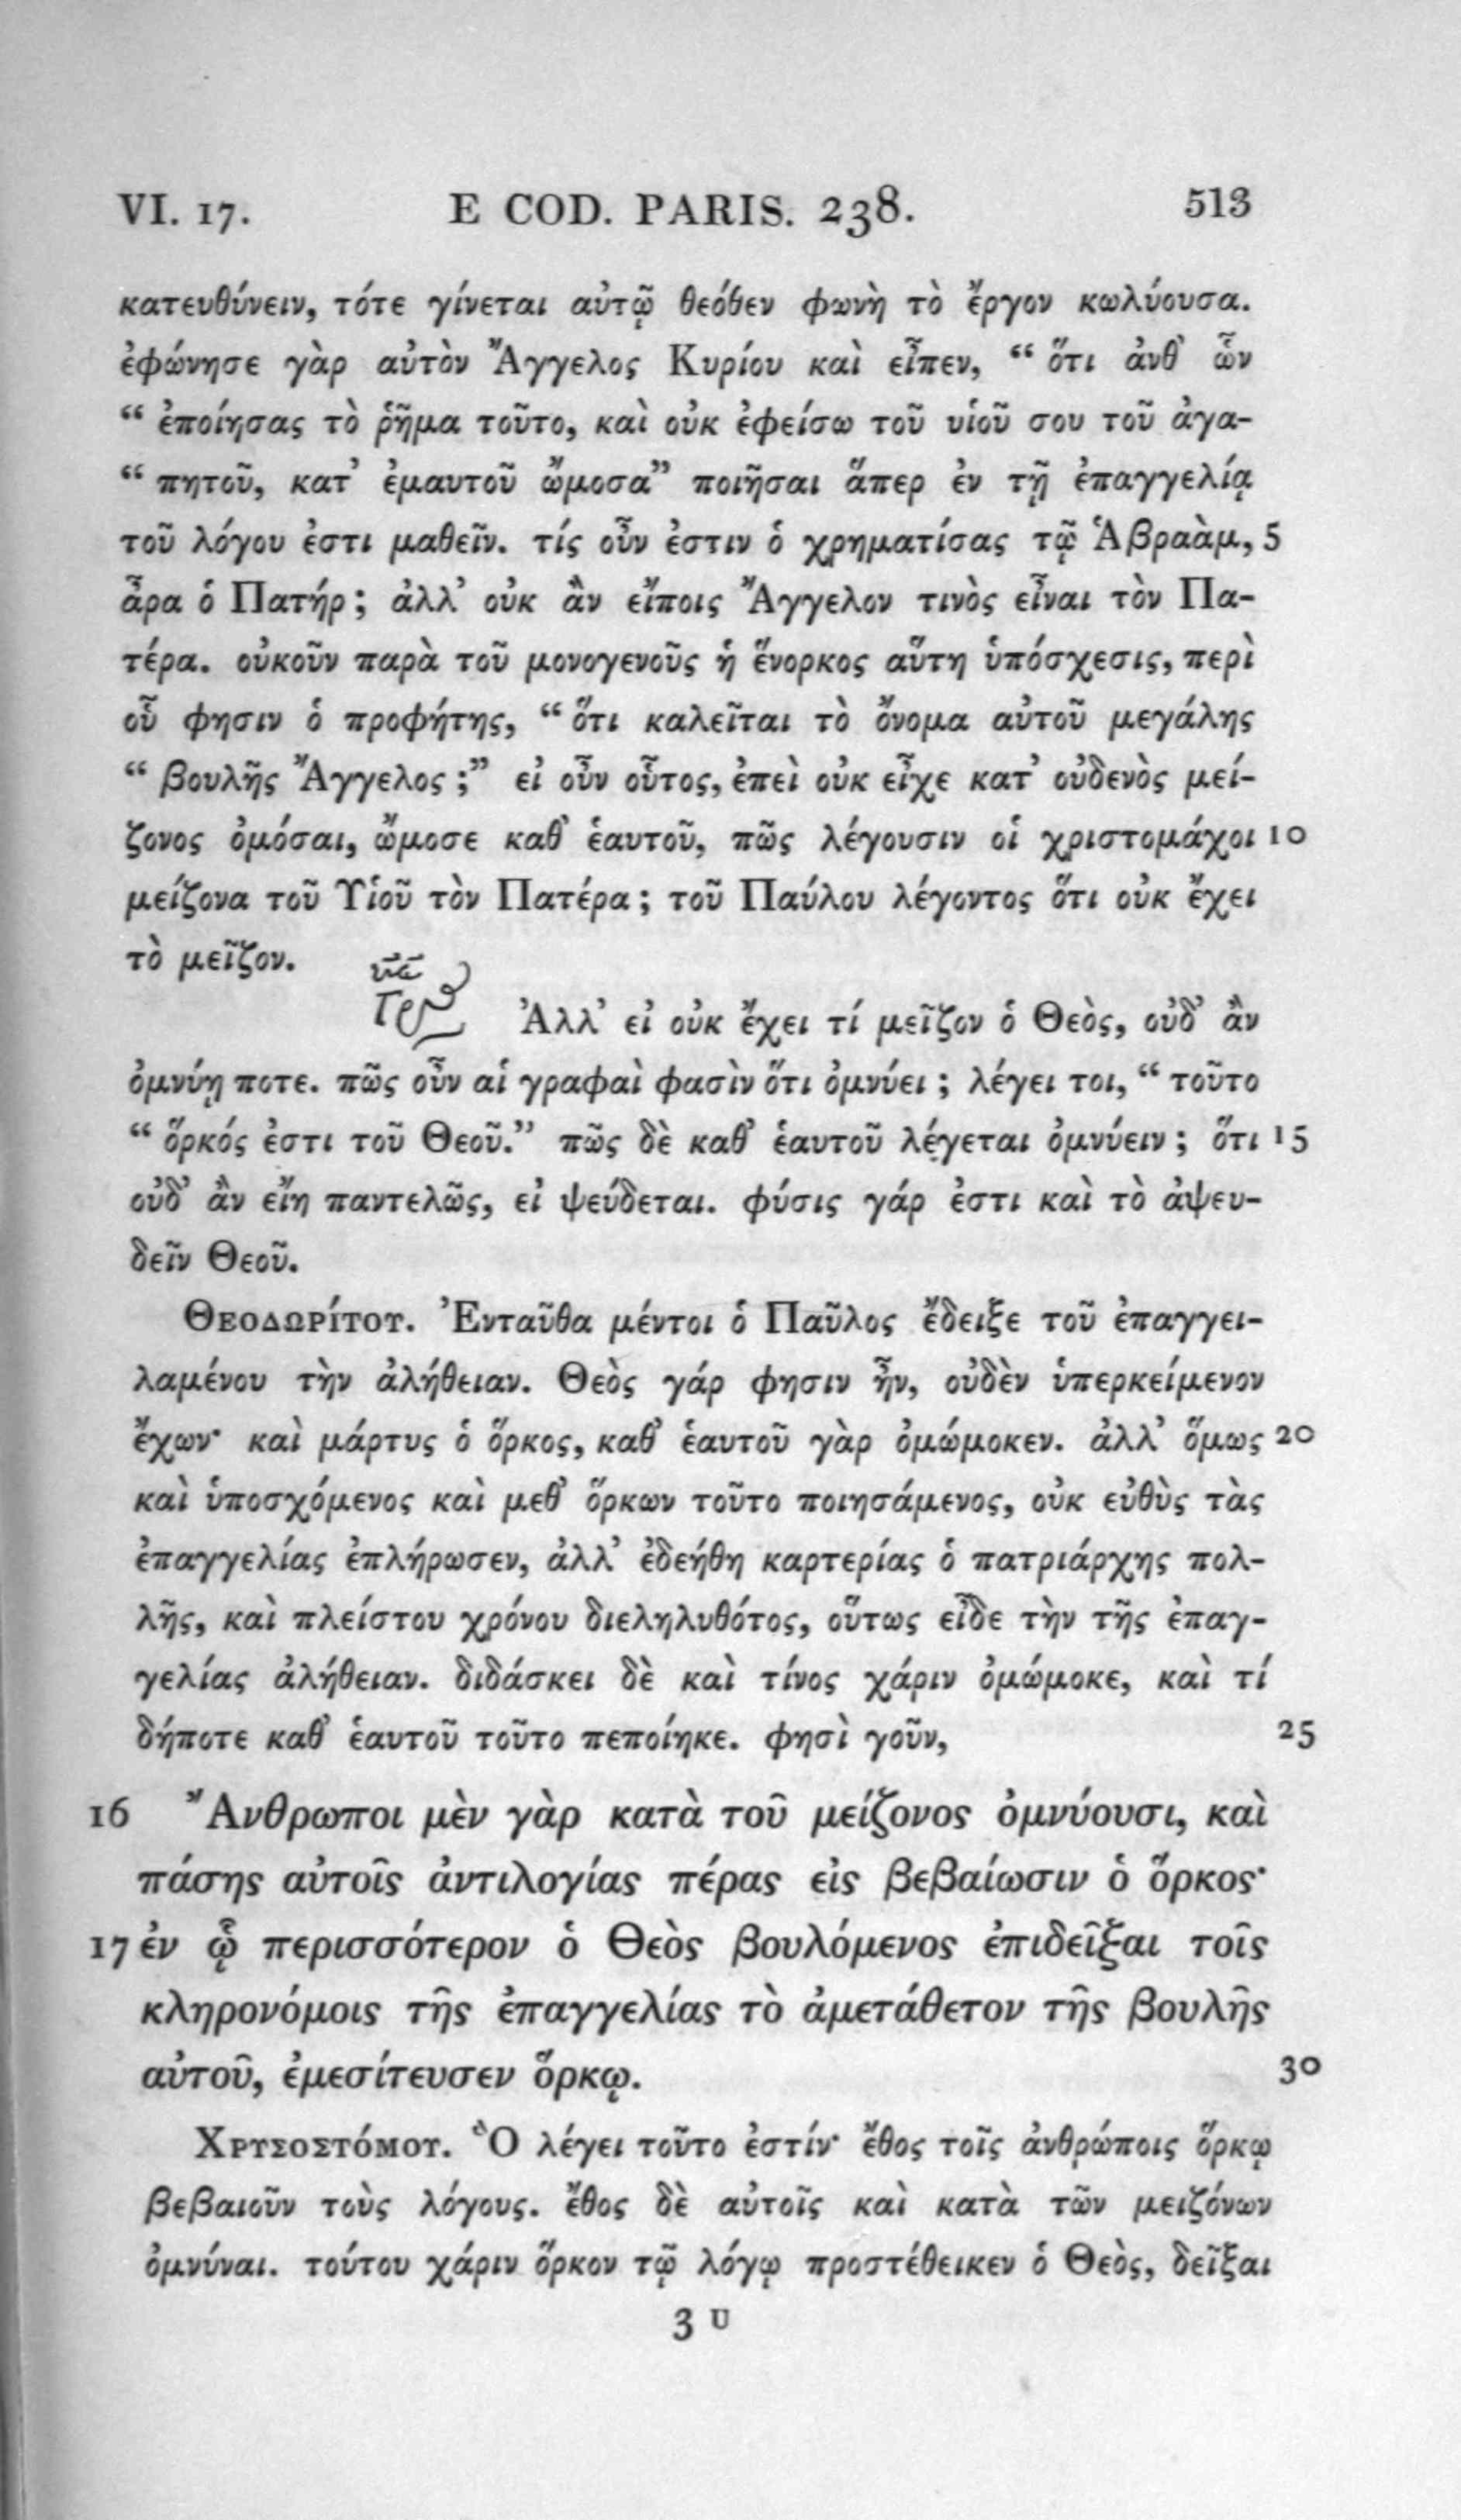 VI. 17. E COD. PARIS. 238. 513
κατευθύνειν, τότε γίνεται αὐτῷ θεόθεν φωνὴ τὸ ἔργον κωλύουσα.
ἐφώνησε γὰρ αὐτὸν Ἄγγελος Κυρίου καὶ εἶπεν, “ ὅτι ἀνθ’ ὧν
“ ἐποίησας τὸ ῥῆμα τοῦτο, καὶ οὐκ ἐφείσω τοῦ υἱοῦ σου τοῦ ἀγα-
“ πητοῦ, κατ’ ἐμαυτοῦ ὤμοσα” ποιῆσαι ἅπερ ἐν τῇ ἐπαγγελίᾳ
τοῦ λόγου ἐστι μαθεῖν. τίς οὖν ἐστιν ὁ χρηματίσας τῷ Ἁβραὰμ, 5
ἆρα ὁ Πατήρ; ἀλλ’ οὐκ ἂν εἴποις Ἄγγελον τινὸς εἶναι τὸν Πα-
τέρα. οὐκοῦν παρὰ τοῦ μονογενοῦς ἡ ἔνορκος αὕτη ὑπόσχεσις, περὶ
οὗ φησιν ὁ προφήτης, “ ὅτι καλεῖται τὸ ὄνομα αὐτοῦ μεγάλης
“ βουλῆς Ἄγγελος ;” εἰ οὖν οὗτος, ἐπεὶ οὐκ εἶχε κατ’ οὐδενὸς μεί-
ζονος ὀμόσαι, ὤμοσε καθ’ ἑαυτοῦ, πῶς λέγουσιν οἱ χριστομάχοι 10
μείζονα τοῦ Υἱοῦ τὸν Πατέρα; τοῦ Παύλου λέγοντος ὅτι οὐκ ἔχει
τὸ μεῖζον.
Ἀλλ’ εἰ οὐκ ἔχει τί μεῖζον ὁ Θεὸς, οὐδ’ ἂν
ὀμνύῃ ποτε. πῶς οὖν αἱ γραφαὶ φασὶν ὅτι ὀμνύει ; λέγει τοι, “ τοῦτο
“ ὅρκός ἐστι τοῦ Θεοῦ.” πῶς δὲ καθ’ ἑαυτοῦ λέγεται ὀμνύειν ; ὅτι 15
οὐδ’ ἂν εἴη παντελῶς, εἰ ψεύδεται. φύσις γάρ ἐστι καὶ τὸ ἀψευ-
δεῖν Θεοῦ.
ΘΕΟΔΩΡΊΤΟΥ. Ἐνταῦθα μέντοι ὁ Παῦλος ἔδειξε τοῦ ἐπαγγει-
λαμένου τὴν ἀλήθειαν. Θεὸς γάρ φησιν ἦν, οὐδὲν ὑπερκείμενον
ἔχων· καὶ μάρτυς ὁ ὅρκος, καθ’ ἑαυτοῦ γὰρ ὀμώμοκεν. ἀλλ’ ὅμως 20
καὶ ὑποσχόμενος καὶ μεθ’ ὅρκων τοῦτο ποιησάμενος, οὐκ εὐθὺς τὰς
ἐπαγγελίας ἐπλήρωσεν, ἀλλ’ ἐδεήθη καρτερίας ὁ πατριάρχης πολ-
λῆς, καὶ πλείστου χρόνου διεληλυθότος, οὕτως εἶδε τὴν τῆς ἐπαγ-
γελίας ἀλήθειαν. διδάσκει δὲ καὶ τίνος χάριν ὀμώμοκε, καὶ τί
δήποτε καθ’ ἑαυτοῦ τοῦτο πεποίηκε. φησὶ γοῦν, 25
16 Ἄνθρωποι μὲν γὰρ κατὰ τοῦ μείζονος ὀμνύουσι, καὶ
πάσης αὐτοῖς ἀντιλογίας πέρας εἰς βεβαίωσιν ὁ ὅρκος·
17 ἐν ᾧ περισσότερον ὁ Θεὸς βουλόμενος ἐπιδεῖξαι τοῖς
κληρονόμοις τῆς ἐπαγγελίας τὸ ἀμετάθετον τῆς βουλῆς
αὐτοῦ, ἐμεσίτευσεν ὅρκῳ. 30
ΧΡΥΣΟΣΤΌΜΟΥ. Ὃ λέγει τοῦτο ἐστίν· ἔθος τοῖς ἀνθρώποις ὅρκῳ
βεβαιοῦν τοὺς λόγους. ἔθος δὲ αὐτοῖς καὶ κατὰ τῶν μειζόνων
ὀμνύναι. τούτου χάριν ὅρκον τῷ λόγῳ προστέθεικεν ὁ Θεὸς, δεῖξαι
3 U